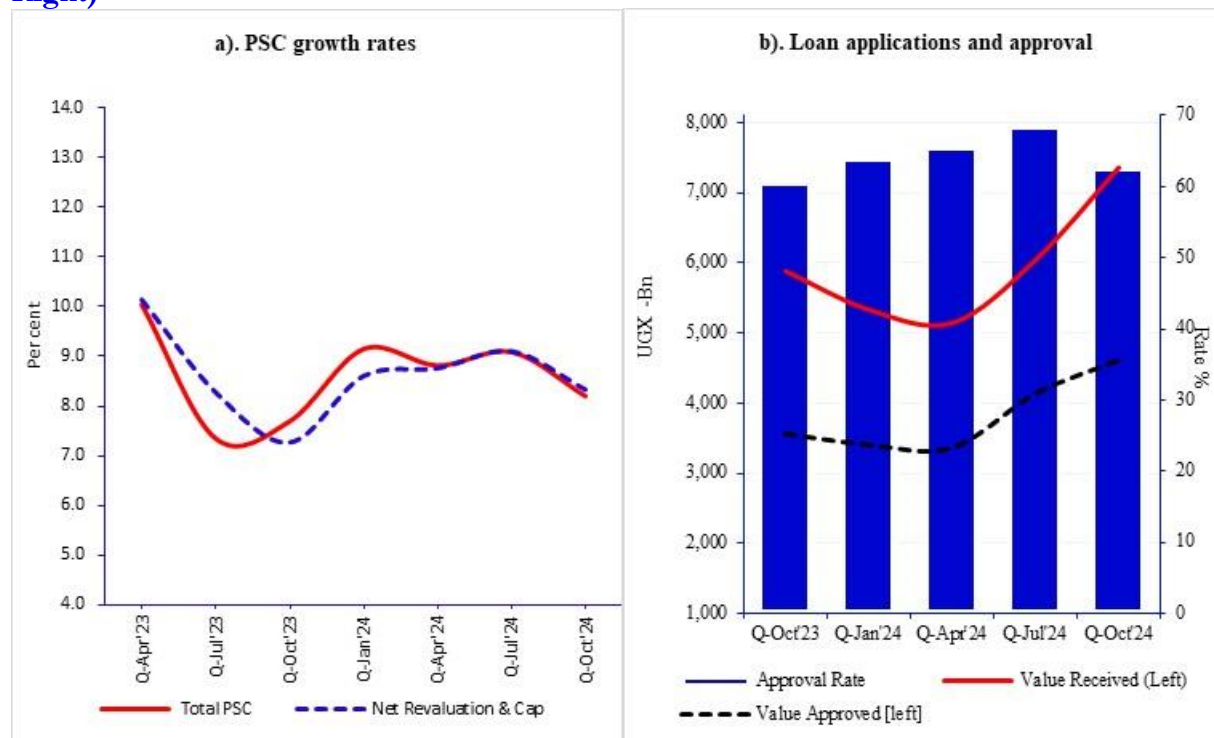 Right)
a). PSC growth rates
14.0
13.0
12.0
11.0
10.0
9.0
8.0
7.0
6.0
5.0
4.0
Per cent
Q-Apr'23
Q-Jul'23
Q-Oct'23
Q-Jan'24
Q-Apr'24
Q-Jul'24
Q-Oct'24
Total PSC
Net Revaluation & Cap
b). Loan applications and approval
8,000
7,000
6,000
5,000
4,000
3,000
2,000
1,000
UGX -Bn
70
60
50
40
30
20
10
0
Rate %
Q-Oct'23 Q-Jan'24 Q-Apr'24 Q-Jul'24 Q-Oct'24
Approval Rate
Value Received (Left)
Value Approved [left]